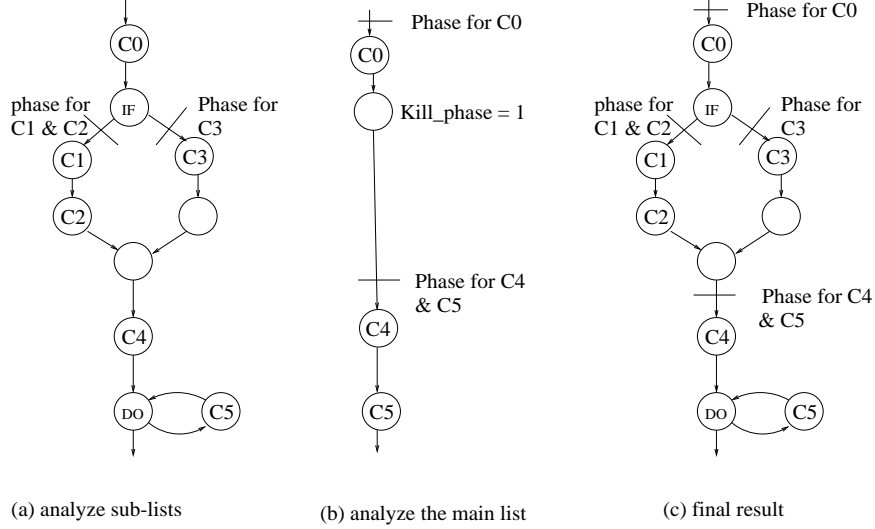 C0
IF
phase for
C1 & C2
Phase for
C3
C1
C3
C2
C4
DO
C5
(a) analyze sub-lists
Phase for C0
C0
Kill_phase = 1
Phase for C4
& C5
C4
C5
(b) analyze the main list
Phase for C0
C0
IF
phase for
C1 & C2
Phase for
C3
C1
C3
C2
Phase for C4
& C5
C4
DO
C5
(c) final result